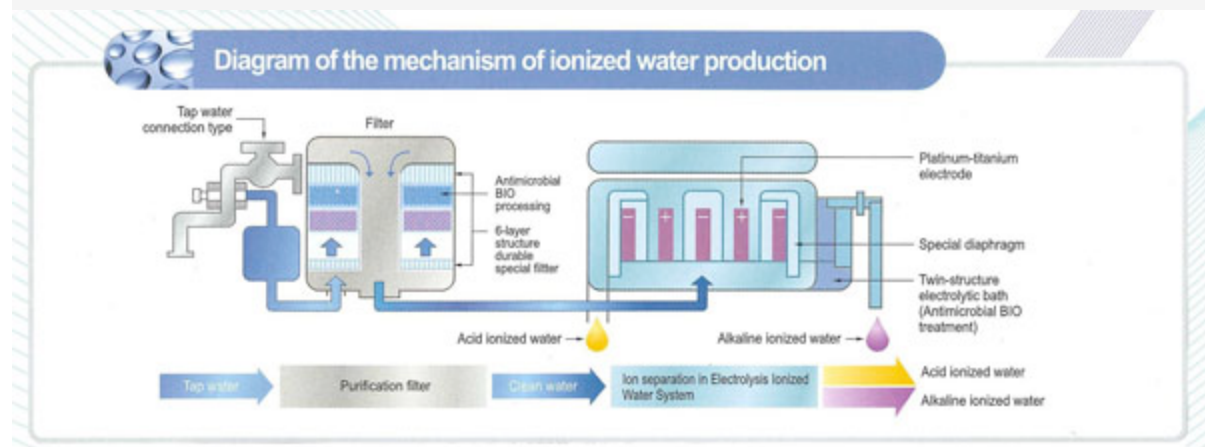 Diagram of the mechanism of ionized water production
Tap water
connection type
Filter
Antimicrobial
BIO
processing
6-layer
structure
durable
special fiitter
Platinum-titanium
electrode
Special diaphragm
Twin-structure
electrolytic bath
(Antimicrobial BIO
treatment)
− + − + −
Acid ionized water
Alkaline ionized water
Tap water
Purification filter
Clean water
Ion separation in Electrolysis Ionized
Water System
Acid ionized water
Alkaline ionized water